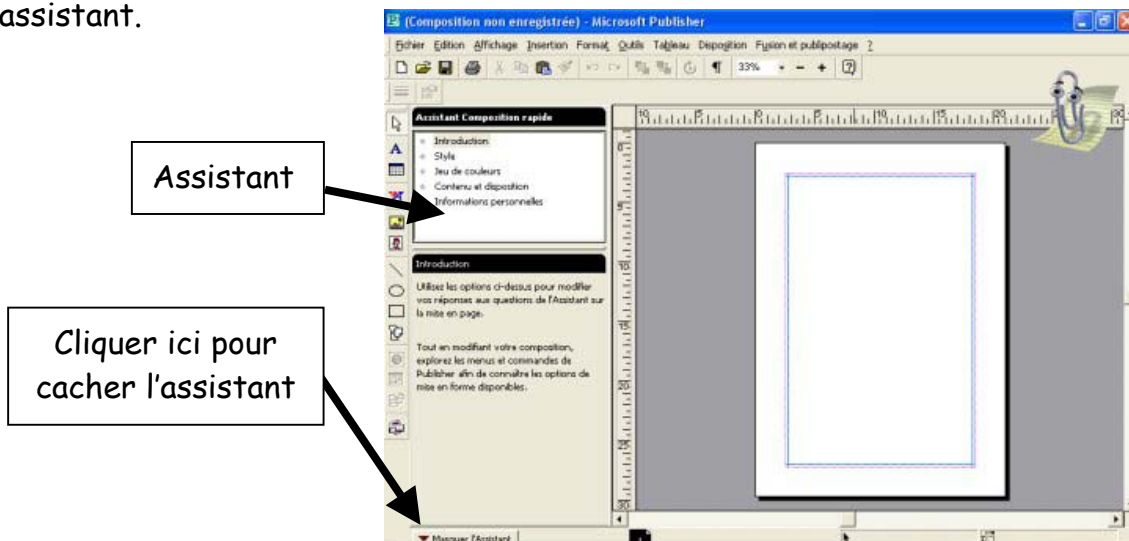 assistant.
(Composition non enregistrée) - Microsoft Publisher
Fichier Edition Affichage Insertion Format Outils Tableau Disposition Fusion et publipostage ?
33%
Assistant Composition rapide
Introduction
Style
Jeu de couleurs
Contenu et disposition
Informations personnelles
Assistant
Introduction
Utilisez les options ci-dessus pour modifier
vos réponses aux questions de l'Assistant sur
la mise en page.
Tout en modifiant votre composition,
explorez les menus et commandes de
Publisher afin de connaître les options de
mise en forme disponibles.
Cliquer ici pour
cacher l'assistant
Masquer l'Assistant